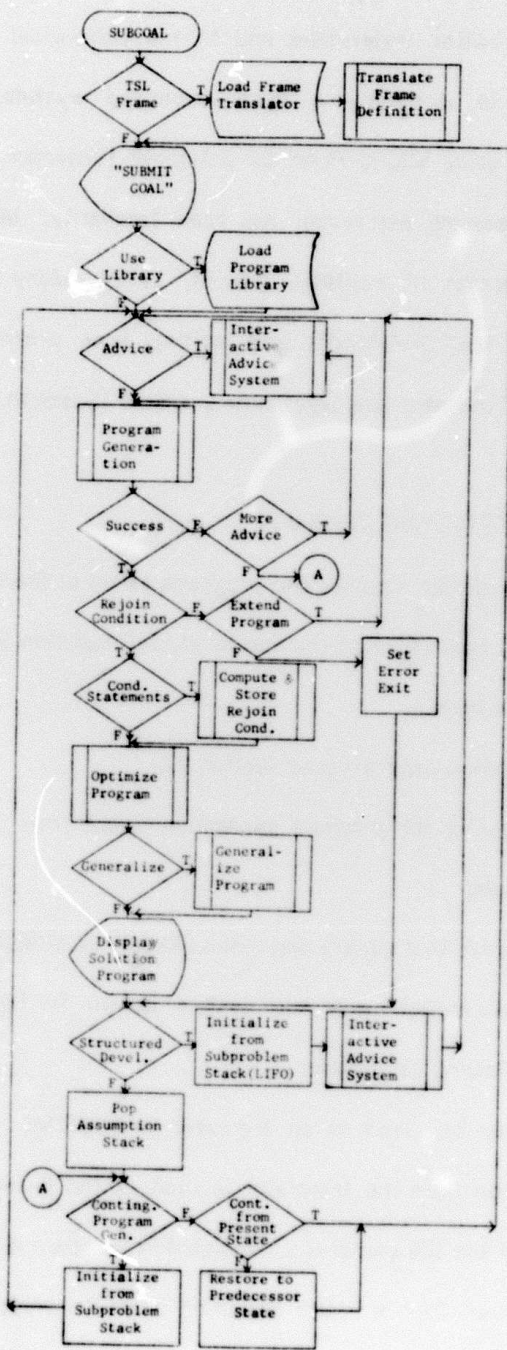 SUBGOAL
TSL
Frame
T
Load Frame
Translator
Translate
Frame
Definition
F
"SUBMIT
GOAL"
Use
Library
T
Load
Program
Library
F
Advice
T
Inter-
active
Advice
System
F
Program
Genera-
tion
Success
F
More
Advice
T
T
F
A
Rejoin
Condition
F
Extend
Program
T
T
F
Set
Error
Exit
Cond.
Statements
T
Compute &
Store
Rejoin
Cond.
F
Optimize
Program
Generalize
T
General-
ize
Program
F
Display
Solution
Program
Structured
Devel.
T
Initialize
from
Subproblem
Stack(LIFO)
Inter-
active
Advice
System
F
Pop
Assumption
Stack
A
Conting.
Program
Gen.
F
Cont.
from
Present
State
T
T
F
Initialize
from
Subproblem
Stack
Restore to
Predecessor
State